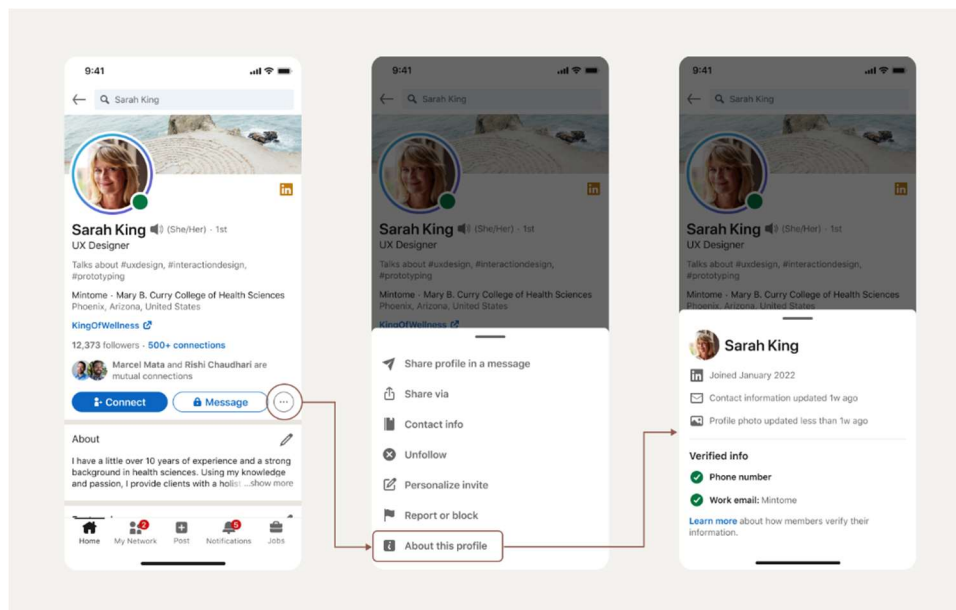 9:41
Sarah King
in
Sarah King (She/Her) · 1st
UX Designer
Talks about #uxdesign, #interactiondesign,
#prototyping
Mintome · Mary B. Curry College of Health Sciences
Phoenix, Arizona, United States
KingOfWellness
12,373 followers · 500+ connections
Marcel Mata and Rishi Chaudhari are
mutual connections
Connect
Message
About
I have a little over 10 years of experience and a strong
background in health sciences. Using my knowledge
and passion, I provide clients with a holist ...show more
2
5
Home
My Network
Post
Notifications
Jobs
9:41
Sarah King
in
Sarah King (She/Her) · 1st
UX Designer
Talks about #uxdesign, #interactiondesign,
#prototyping
Mintome · Mary B. Curry College of Health Sciences
Phoenix, Arizona, United States
KingOfWellness
Share profile in a message
Share via
Contact info
Unfollow
Personalize invite
Report or block
About this profile
9:41
Sarah King
in
Sarah King (She/Her) · 1st
UX Designer
Talks about #uxdesign, #interactiondesign,
#prototyping
Mintome · Mary B. Curry College of Health Sciences
Phoenix, Arizona, United States
Sarah King
in Joined January 2022
Contact information updated 1w ago
Profile photo updated less than 1w ago
Verified info
Phone number
Work email: Mintome
Learn more about how members verify their
information.